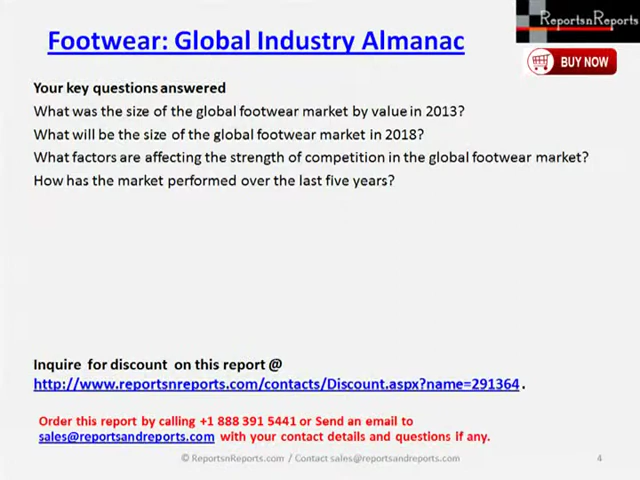 ReportsnReports
Footwear: Global Industry Almanac
BUY NOW
Your key questions answered
What was the size of the global footwear market by value in 2013?
What will be the size of the global footwear market in 2018?
What factors are affecting the strength of competition in the global footwear market?
How has the market performed over the last five years?
Inquire for discount on this report @
http://www.reportsnreports.com/contacts/Discount.aspx?name=291364 .
Order this report by calling +1 888 391 5441 or Send an email to
sales@reportsandreports.com with your contact details and questions if any.
© ReportsnReports.com / Contact sales@reportsandreports.com
4